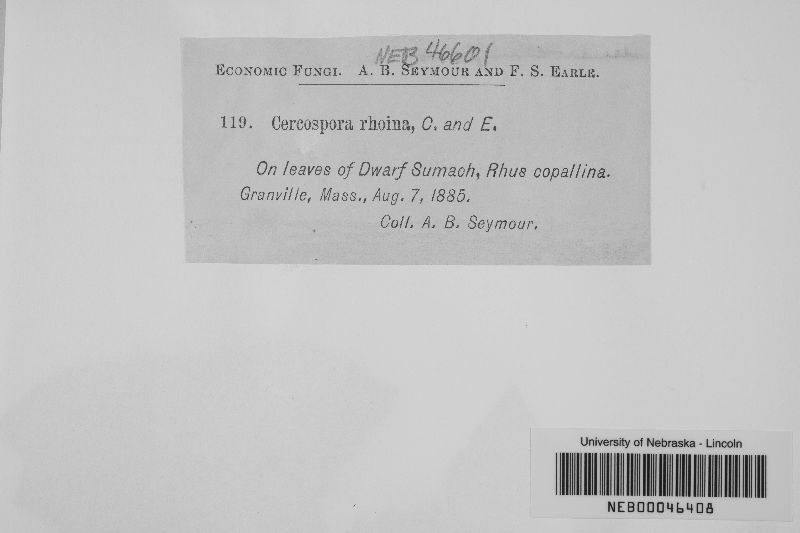 NEB 46601
ECONOMIC FUNGI. A. B. SEYMOUR AND F. S. EARLE.
119. Cercospora rhoina, C. and E.
On leaves of Dwarf Sumach, Rhus copallina.
Granville, Mass., Aug. 7, 1885.
Coll. A. B. Seymour.
University of Nebraska - Lincoln
NEB00046408